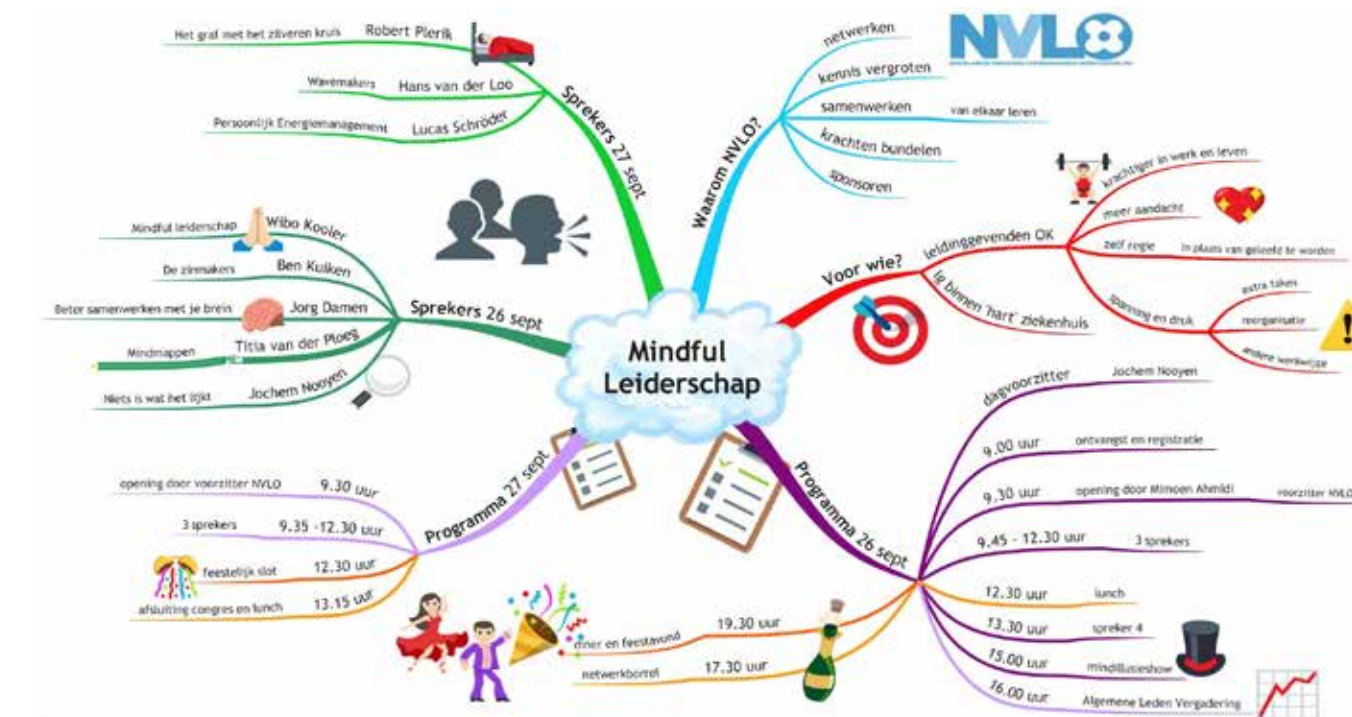 Mindful
Leiderschap
NVLO
Waarom NVLO?
netwerken
kennis vergroten
samenwerken
van elkaar leren
krachten bundelen
sponsoren
Voor wie?
leidinggevenden OK
krachtiger in werk en leven
meer aandacht
zelf regie
in plaats van geleefd te worden
spanning en druk
extra taken
reorganisatie
andere werkwijze
lg binnen 'hart' ziekenhuis
Programma 26 sept
dagvoorzitter
Jochem Nooyen
9.00 uur
ontvangst en registratie
9.30 uur
opening door Mimoen Ahmidi
voorzitter NVLO
9.45 - 12.30 uur
3 sprekers
12.30 uur
lunch
13.30 uur
spreker 4
15.00 uur
mindillusieshow
16.00 uur
Algemene Leden Vergadering
17.30 uur
netwerkborrel
19.30 uur
diner en feestavond
Programma 27 sept
9.30 uur
opening door voorzitter NVLO
9.35 -12.30 uur
3 sprekers
12.30 uur
feestelijk slot
13.15 uur
afsluiting congres en lunch
Sprekers 26 sept
Wibo Koole
Mindful leiderschap
Ben Kuiken
De zinmakers
Jorg Damen
Beter samenwerken met je brein
Titia van der Ploeg
Mindmappen
Jochem Nooyen
Niets is wat het lijkt
Sprekers 27 sept
Robert Pierik
Het graf met het zilveren kruis
Hans van der Loo
Wavemakers
Lucas Schröder
Persoonlijk Energiemanagement